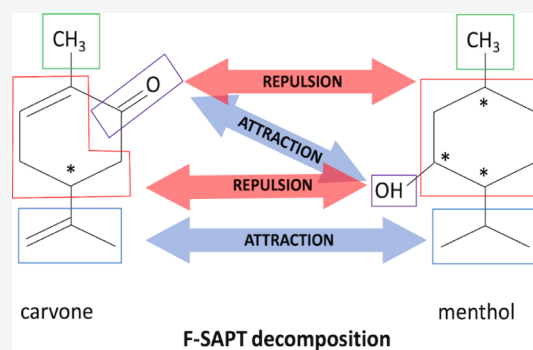 CH₃
CH₃
O
REPULSION
*
ATTRACTION
*
REPULSION
OH
*
*
ATTRACTION
carvone
menthol
F-SAPT decomposition